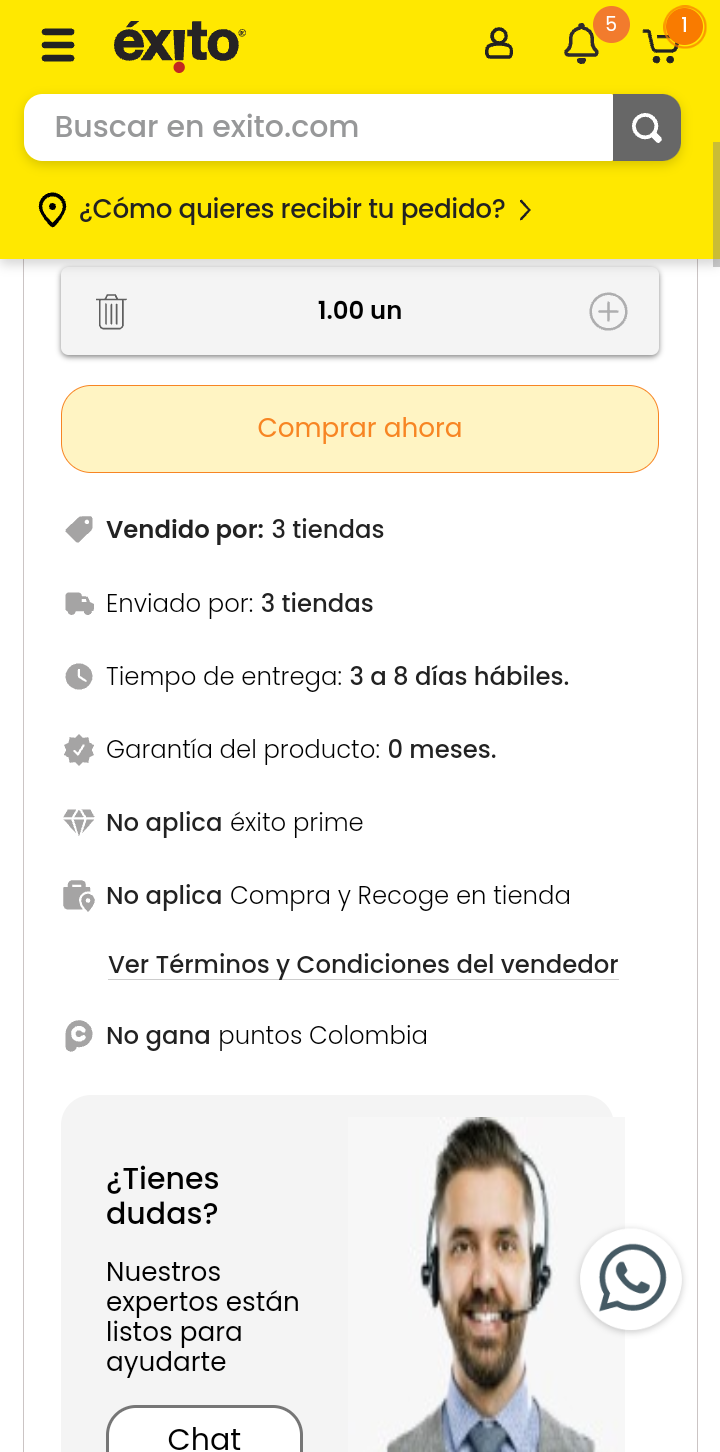 éxito®
5
1
Buscar en exito.com
¿Cómo quieres recibir tu pedido?
1.00 un
Comprar ahora
Vendido por: 3 tiendas
Enviado por: 3 tiendas
Tiempo de entrega: 3 a 8 días hábiles.
Garantía del producto: 0 meses.
No aplica éxito prime
No aplica Compra y Recoge en tienda
Ver Términos y Condiciones del vendedor
No gana puntos Colombia
¿Tienes
dudas?
Nuestros
expertos están
listos para
ayudarte
Chat